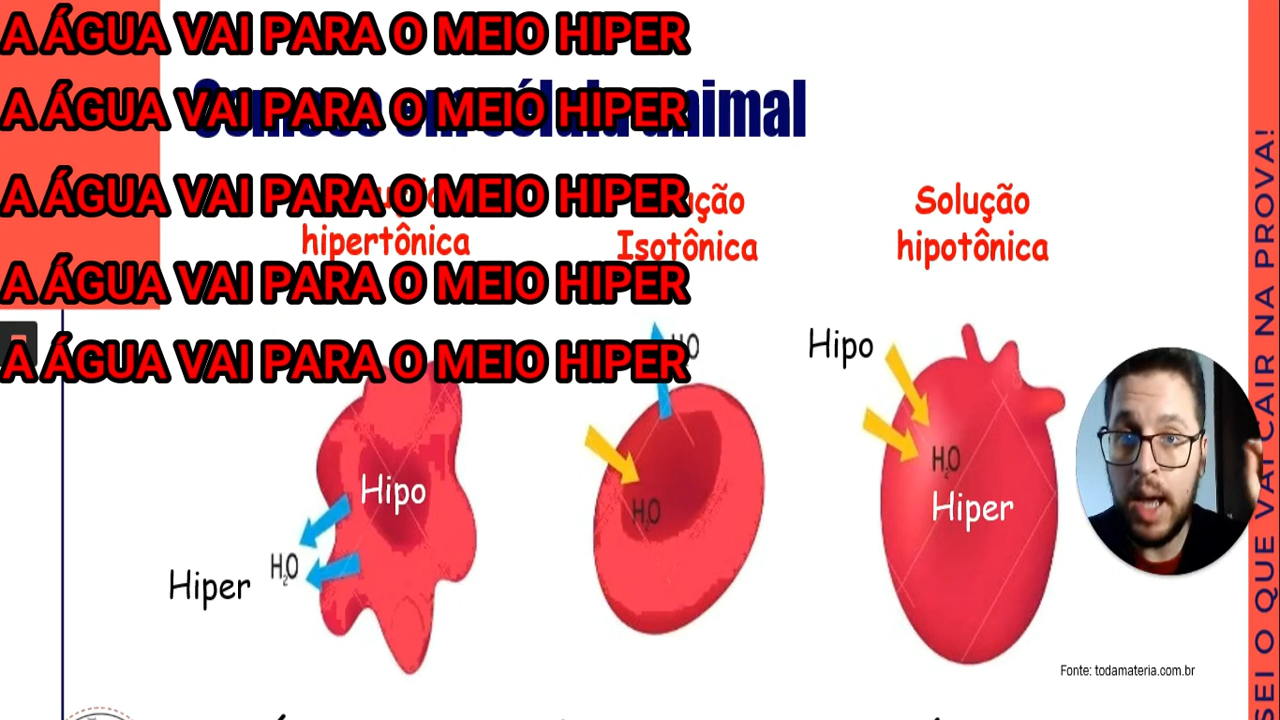 A ÁGUA VAI PARA O MEIO HIPER
A ÁGUA VAI PARA O MEIO HIPER
animal
A ÁGUA VAI PARA O MEIO HIPER
Solução
hipertônica
Isotônica
hipotônica
A ÁGUA VAI PARA O MEIO HIPER
A ÁGUA VAI PARA O MEIO HIPER
Hipo
H₂O
Hipo
H₂O
Hiper
H₂O
H₂O
Hiper
Fonte: todamateria.com.br
SEI O QUE VAI CAIR NA PROVA!